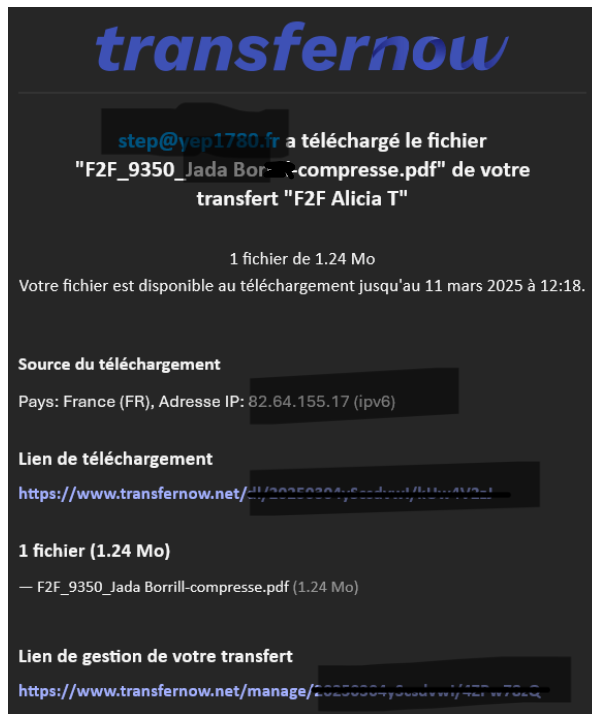 transfernow
step@yep1780.fr a téléchargé le fichier
"F2F_9350_Jada Bor -compresse.pdf" de votre
transfert "F2F Alicia T"
1 fichier de 1.24 Mo
Votre fichier est disponible au téléchargement jusqu'au 11 mars 2025 à 12:18.
Source du téléchargement
Pays: France (FR), Adresse IP: 82.64.155.17 (ipv6)
Lien de téléchargement
https://www.transfernow.net/
1 fichier (1.24 Mo)
— F2F_9350_Jada Borrill-compresse.pdf (1.24 Mo)
Lien de gestion de votre transfert
https://www.transfernow.net/manage/